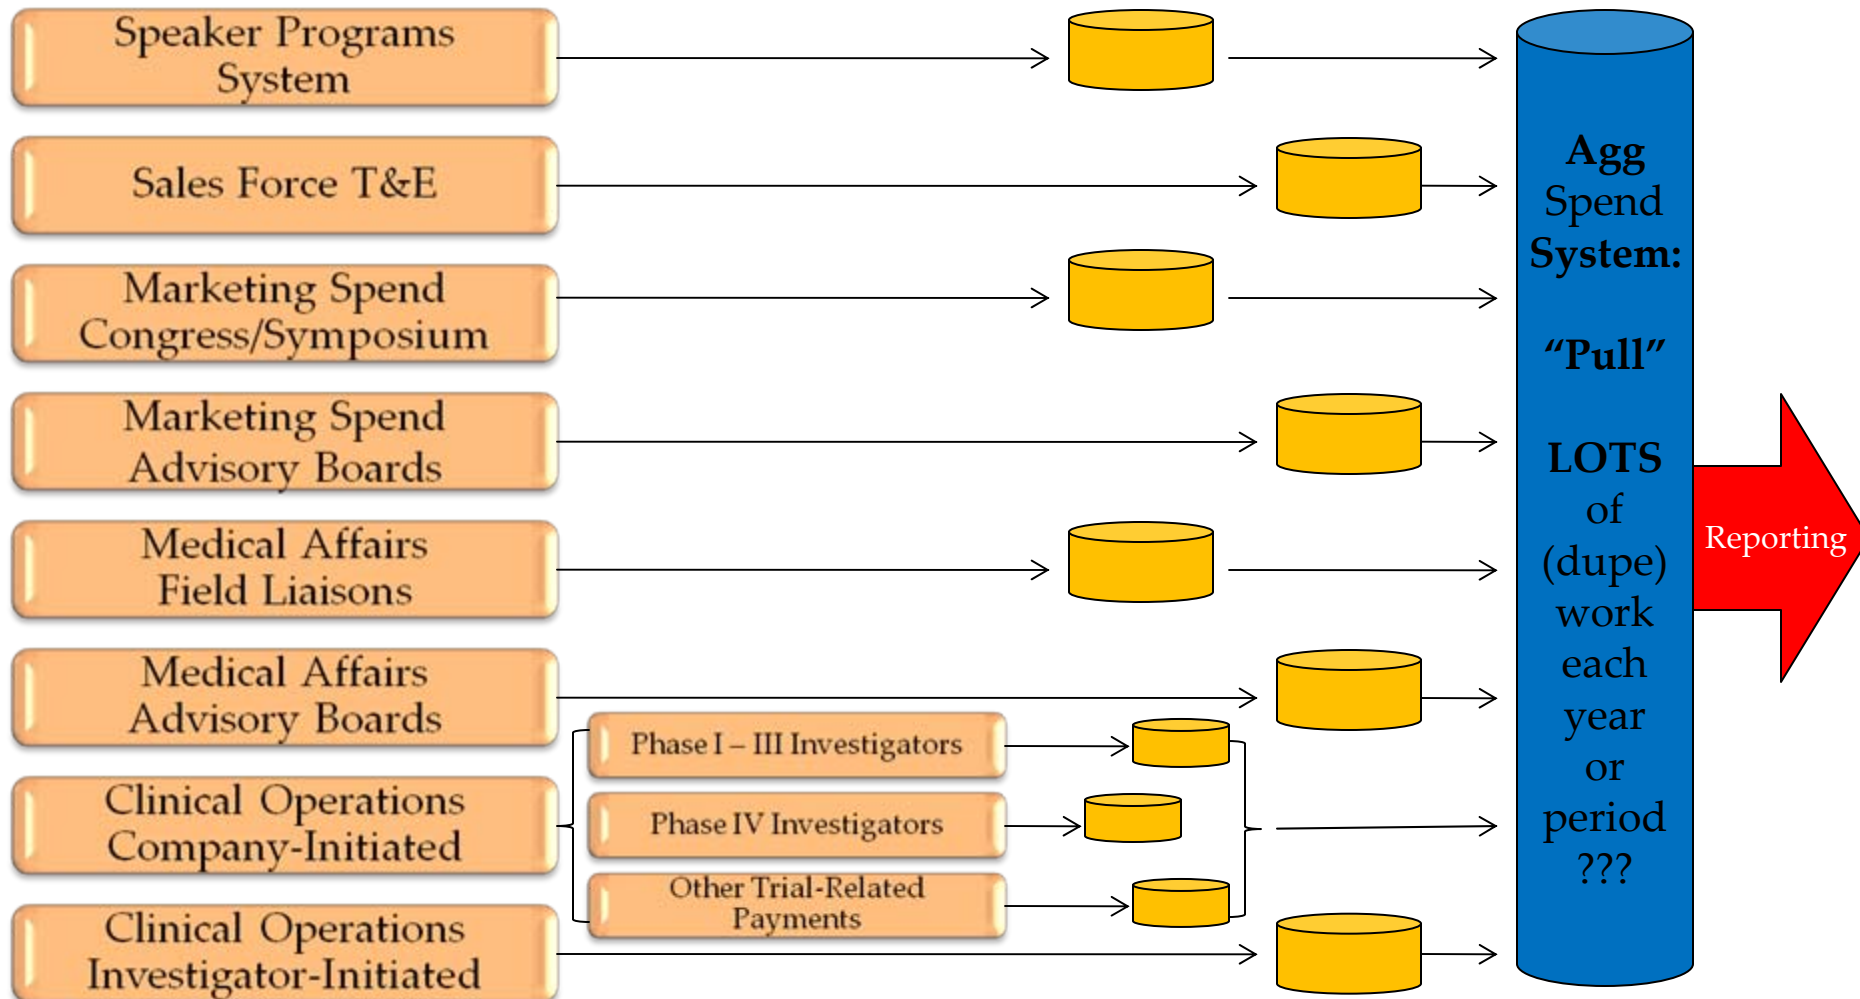 Speaker Programs
System
Sales Force T&E
Marketing Spend
Congress/Symposium
Marketing Spend
Advisory Boards
Medical Affairs
Field Liaisons
Medical Affairs
Advisory Boards
Clinical Operations
Company-Initiated
Clinical Operations
Investigator-Initiated
Phase I – III Investigators
Phase IV Investigators
Other Trial-Related
Payments
Agg
Spend
System:
“Pull”
LOTS
of
(dupe)
work
each
year
or
period
???
Reporting